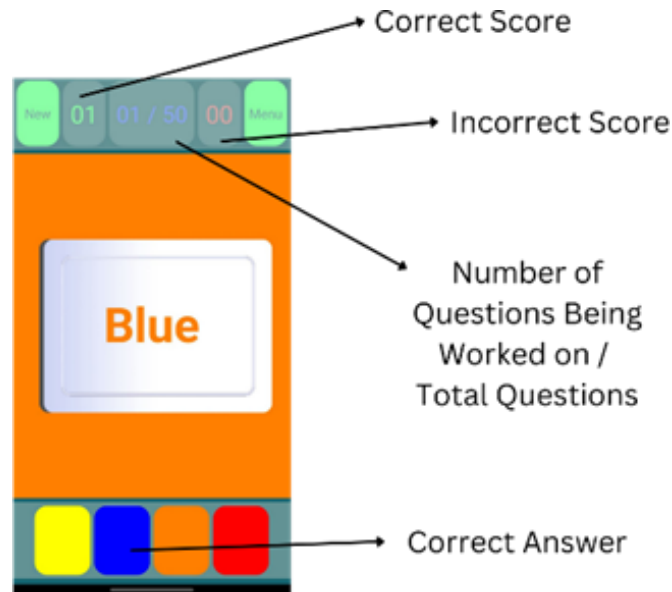 Correct Score
New 01 01 / 50 00 Menu
Incorrect Score
Number of
Questions Being
Worked on /
Total Questions
Blue
Correct Answer